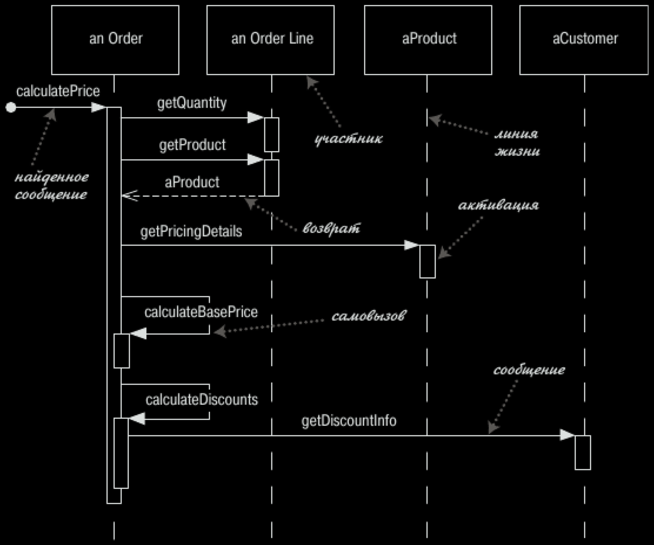 an Order
an Order Line
aProduct
aCustomer
calculatePrice
getQuantity
участник
линия
жизни
getProduct
найденное
сообщение
aProduct
возврат
активация
getPricingDetails
calculateBasePrice
самовызов
сообщение
calculateDiscounts
getDiscountInfo